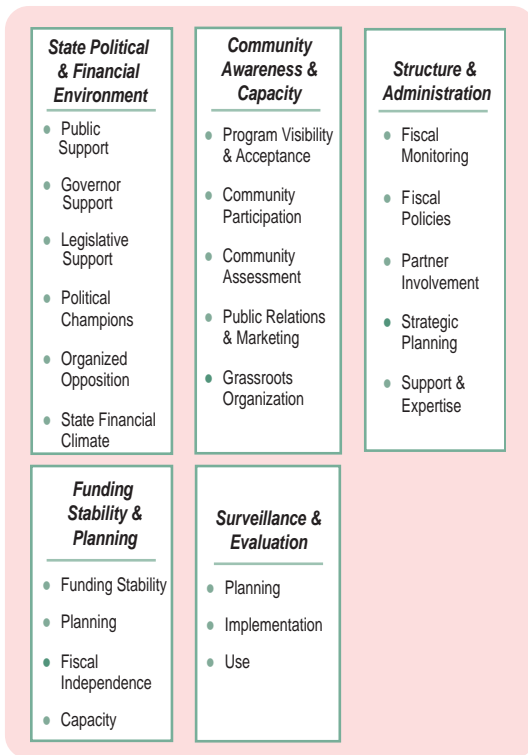 State Political
& Financial
Environment
• Public
Support
• Governor
Support
• Legislative
Support
• Political
Champions
• Organized
Opposition
• State Financial
Climate
Community
Awareness &
Capacity
• Program Visibility
& Acceptance
• Community
Participation
• Community
Assessment
• Public Relations
& Marketing
• Grassroots
Organization
Structure &
Administration
• Fiscal
Monitoring
• Fiscal
Policies
• Partner
Involvement
• Strategic
Planning
• Support &
Expertise
Funding
Stability &
Planning
• Funding Stability
• Planning
• Fiscal
Independence
• Capacity
Surveillance &
Evaluation
• Planning
• Implementation
• Use